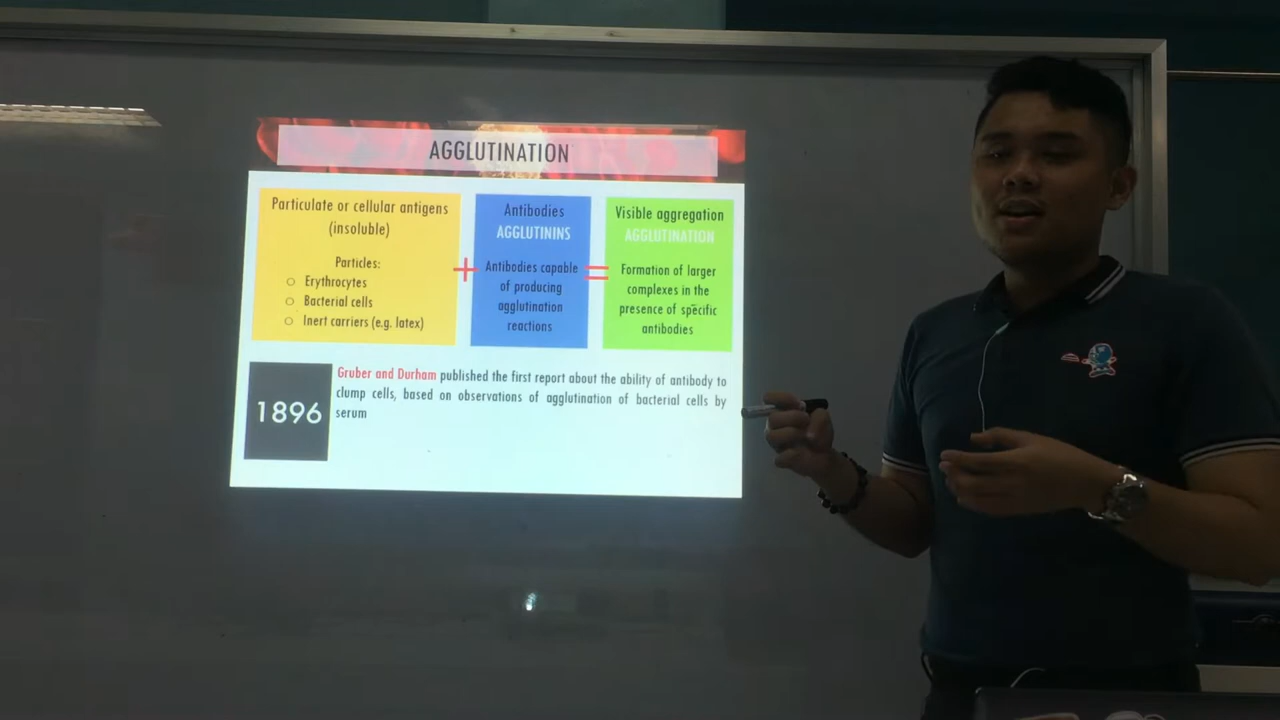 AGGLUTINATION
Particulate or cellular antigens
(insoluble)
Particles:
Erythrocytes
Bacterial cells
Inert carriers (e.g. latex)
+
Antibodies
AGGLUTININS
Antibodies capable
of producing
agglutination
reactions
=
Visible aggregation
AGGLUTINATION
Formation of larger
complexes in the
presence of specific
antibodies
1896
Gruber and Durham published the first report about the ability of antibody to
clump cells, based on observations of agglutination of bacterial cells by
serum